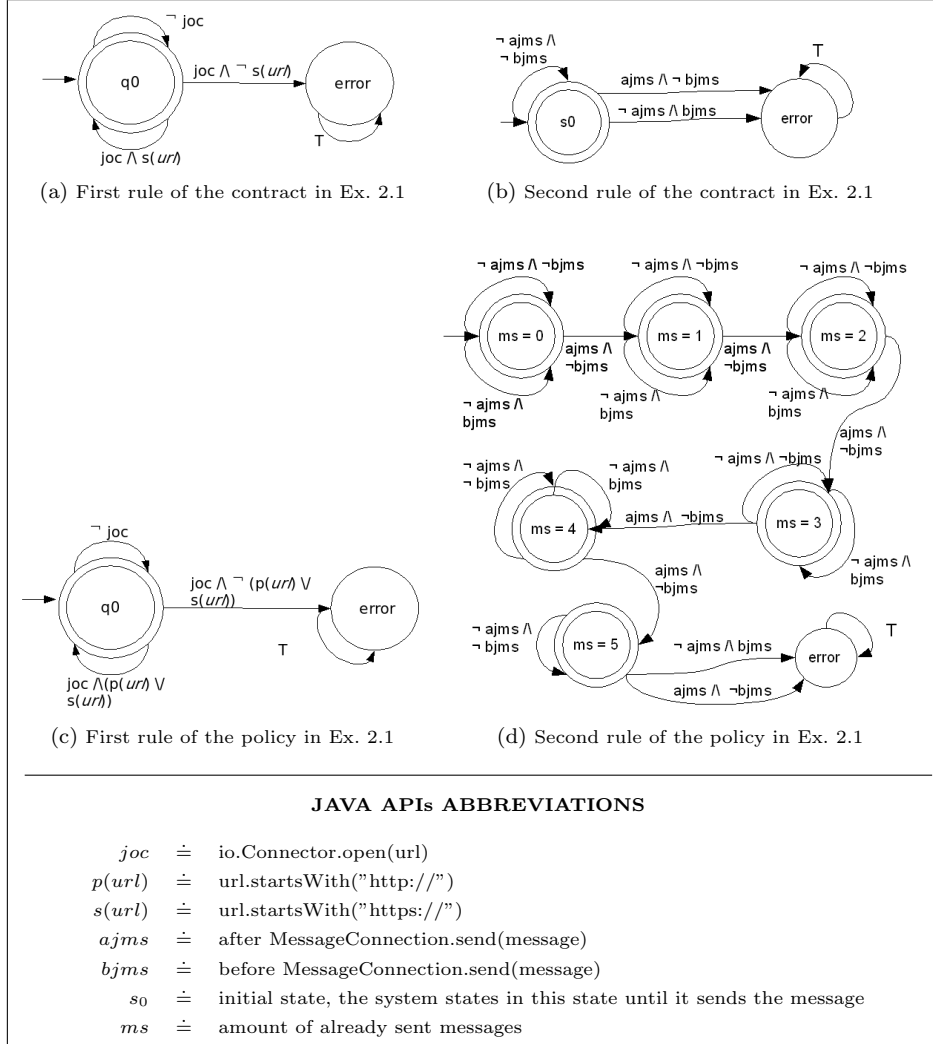 ¬ joc
q0
joc /\ ¬ s(url)
error
T
joc /\ s(url)
(a) First rule of the contract in Ex. 2.1
¬ ajms /\
¬ bjms
s0
ajms /\ ¬ bjms
¬ ajms /\ bjms
T
error
(b) Second rule of the contract in Ex. 2.1
¬ joc
q0
joc /\ ¬ (p(url) \/
s(url))
error
T
joc /\(p(url) \/
s(url))
(c) First rule of the policy in Ex. 2.1
¬ ajms /\ ¬bjms
¬ ajms /\ ¬bjms
¬ ajms /\ ¬bjms
ms = 0
ms = 1
ms = 2
ajms /\
¬bjms
ajms /\
¬bjms
¬ ajms /\
bjms
¬ ajms /\
bjms
¬ ajms /\
bjms
ajms /\
¬bjms
¬ ajms /\
¬ bjms
¬ ajms /\
bjms
¬ ajms /\ ¬bjms
ms = 4
ajms /\ ¬bjms
ms = 3
¬ ajms /\
bjms
ajms /\
¬bjms
¬ ajms /\
¬ bjms
ms = 5
¬ ajms /\ bjms
ajms /\ ¬bjms
error
T
(d) Second rule of the policy in Ex. 2.1
JAVA APIs ABBREVIATIONS
joc ≐ io.Connector.open(url)
p(url) ≐ url.startsWith(”http://”)
s(url) ≐ url.startsWith(”https://”)
ajms ≐ after MessageConnection.send(message)
bjms ≐ before MessageConnection.send(message)
s0 ≐ initial state, the system states in this state until it sends the message
ms ≐ amount of already sent messages